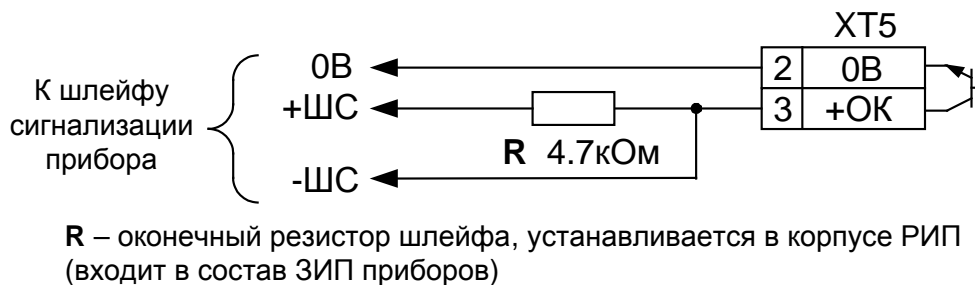 XT5
0В
2 0В
К шлейфу
сигнализации
прибора
+ШС
3 +ОК
R 4.7кОм
-ШС
R – оконечный резистор шлейфа, устанавливается в корпусе РИП
(входит в состав ЗИП приборов)